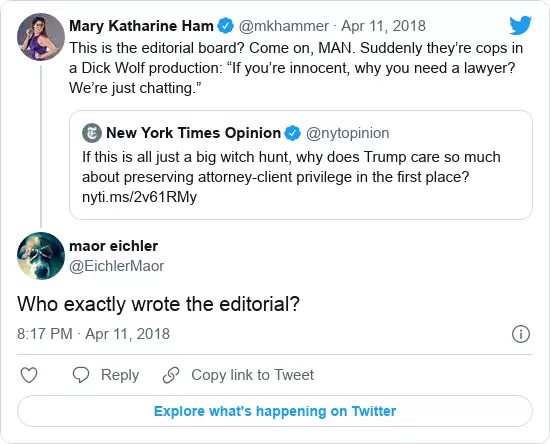 Mary Katharine Ham @mkhammer · Apr 11, 2018
This is the editorial board? Come on, MAN. Suddenly they’re cops in
a Dick Wolf production: “If you’re innocent, why you need a lawyer?
We’re just chatting.”
New York Times Opinion @nytopinion
If this is all just a big witch hunt, why does Trump care so much
about preserving attorney-client privilege in the first place?
nyti.ms/2v61RMy
maor eichler
@EichlerMaor
Who exactly wrote the editorial?
8:17 PM · Apr 11, 2018
Reply Copy link to Tweet
Explore what's happening on Twitter